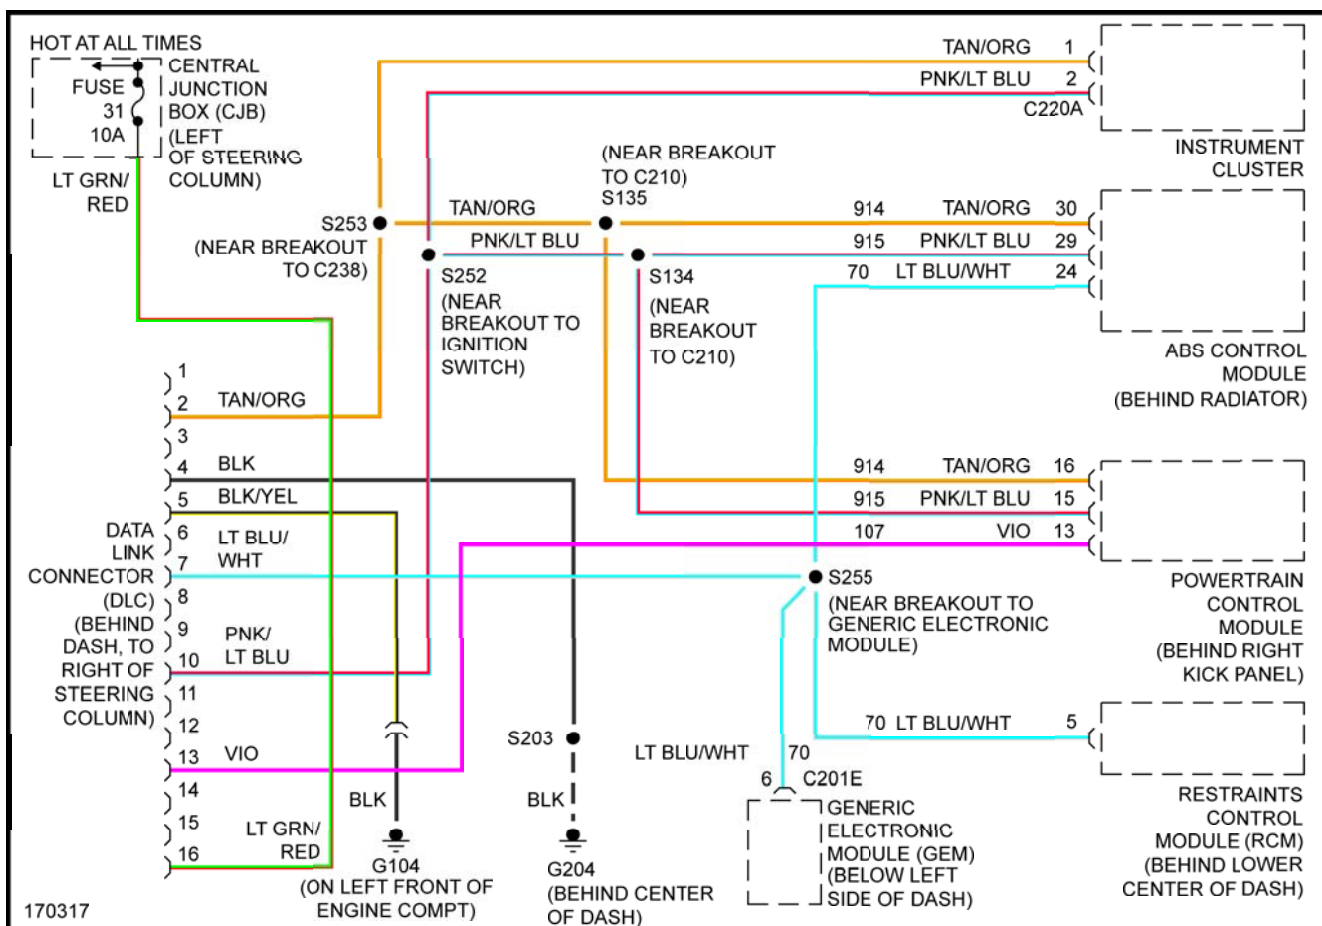 HOT AT ALL TIMES
FUSE
31
10A
CENTRAL
JUNCTION
BOX (CJB)
(LEFT
OF STEERING
COLUMN)
LT GRN/
RED
TAN/ORG 1
PNK/LT BLU 2
C220A
INSTRUMENT
CLUSTER
(NEAR BREAKOUT
TO C210)
S135
S253
TAN/ORG
(NEAR BREAKOUT
TO C238)
PNK/LT BLU
S252
(NEAR
BREAKOUT TO
IGNITION
SWITCH)
S134
(NEAR
BREAKOUT
TO C210)
914 TAN/ORG 30
915 PNK/LT BLU 29
70 LT BLU/WHT 24
ABS CONTROL
MODULE
(BEHIND RADIATOR)
1
2 TAN/ORG
3
4 BLK
5 BLK/YEL
6 LT BLU/
7 WHT
8
9 PNK/
10 LT BLU
11
12
13 VIO
14
15 LT GRN/
16 RED
DATA
LINK
CONNECTOR
(DLC)
(BEHIND
DASH, TO
RIGHT OF
STEERING
COLUMN)
914 TAN/ORG 16
915 PNK/LT BLU 15
107 VIO 13
POWERTRAIN
CONTROL
MODULE
(BEHIND RIGHT
KICK PANEL)
S255
(NEAR BREAKOUT TO
GENERIC ELECTRONIC
MODULE)
70 LT BLU/WHT 5
RESTRAINTS
CONTROL
MODULE (RCM)
(BEHIND LOWER
CENTER OF DASH)
LT BLU/WHT 70
6 C201E
GENERIC
ELECTRONIC
MODULE (GEM)
(BELOW LEFT
SIDE OF DASH)
S203
BLK
BLK
G104
(ON LEFT FRONT OF
ENGINE COMPT)
G204
(BEHIND CENTER
OF DASH)
170317